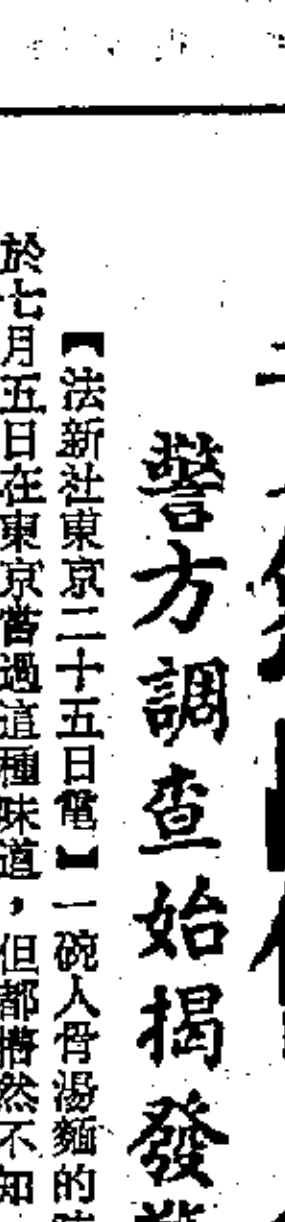 警方調查始揭發
【法新社東京二十五日電】一碗人骨湯麵的味
於七月五日在東京嘗過這種味道，但都懵然不知